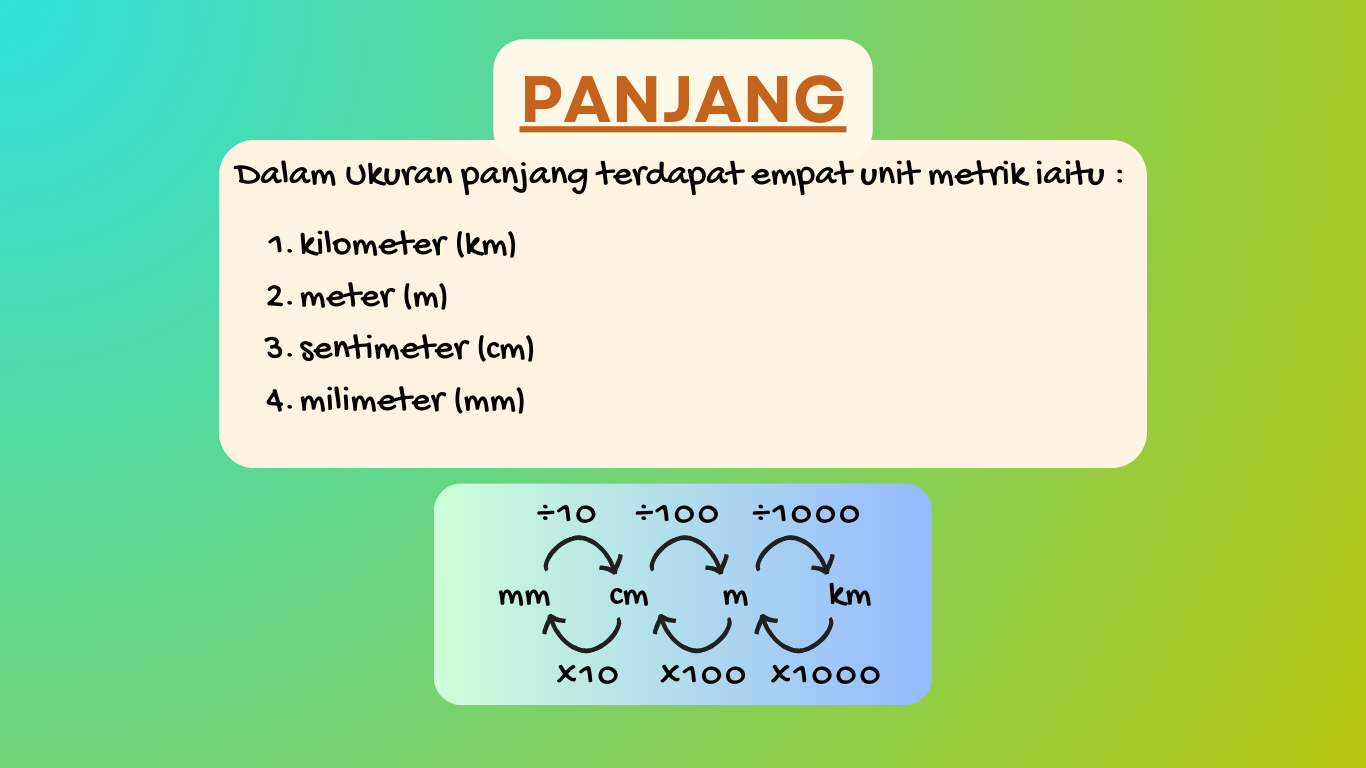 PANJANG
Dalam Ukuran panjang terdapat empat unit metrik iaitu :
1. kilometer (km)
2. meter (m)
3. sentimeter (cm)
4. milimeter (mm)
÷10 ÷100 ÷1000
mm cm m km
x10 x100 x1000